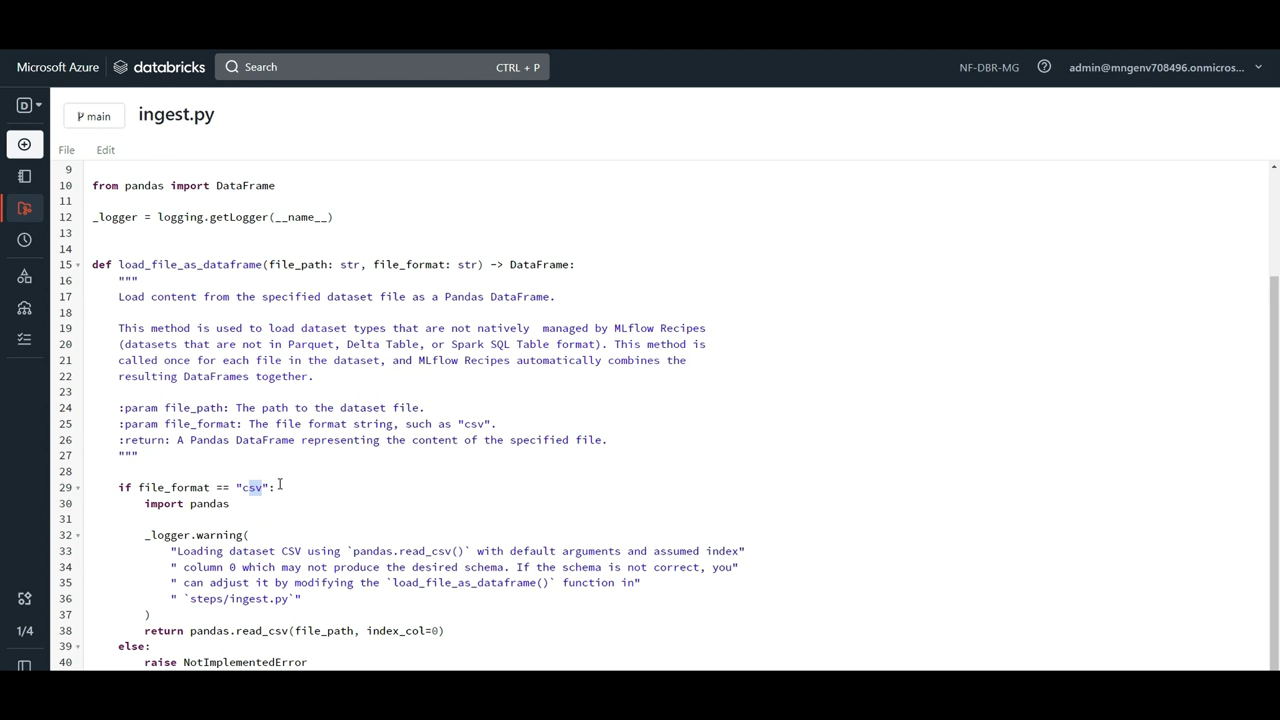 Microsoft Azure databricks Search CTRL + P NF-DBR-MG admin@mngenv708496.onmicros...
D main ingest.py
File Edit
9
10 from pandas import DataFrame
11
12 _logger = logging.getLogger(__name__)
13
14
15 def load_file_as_dataframe(file_path: str, file_format: str) -> DataFrame:
16 """
17 Load content from the specified dataset file as a Pandas DataFrame.
18
19 This method is used to load dataset types that are not natively  managed by MLflow Recipes
20 (datasets that are not in Parquet, Delta Table, or Spark SQL Table format). This method is
21 called once for each file in the dataset, and MLflow Recipes automatically combines the
22 resulting DataFrames together.
23
24 :param file_path: The path to the dataset file.
25 :param file_format: The file format string, such as "csv".
26 :return: A Pandas DataFrame representing the content of the specified file.
27 """
28
29 if file_format == "csv":
30 import pandas
31
32 _logger.warning(
33 "Loading dataset CSV using `pandas.read_csv()` with default arguments and assumed index"
34 " column 0 which may not produce the desired schema. If the schema is not correct, you"
35 " can adjust it by modifying the `load_file_as_dataframe()` function in"
36 " `steps/ingest.py`"
37 )
38 return pandas.read_csv(file_path, index_col=0)
39 else:
40 raise NotImplementedError
1/4